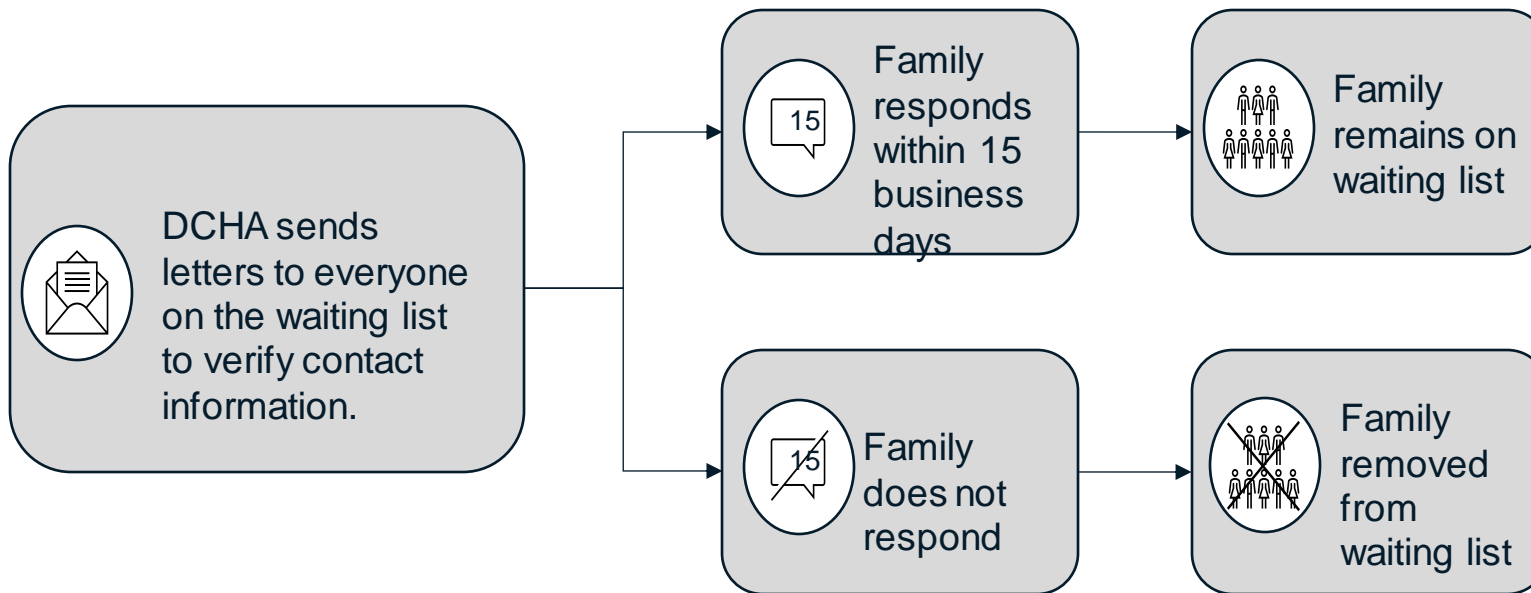 DCHA sends
letters to everyone
on the waiting list
to verify contact
information.
15
Family
responds
within 15
business
days
Family
remains on
waiting list
15
Family
does not
respond
Family
removed
from
waiting list